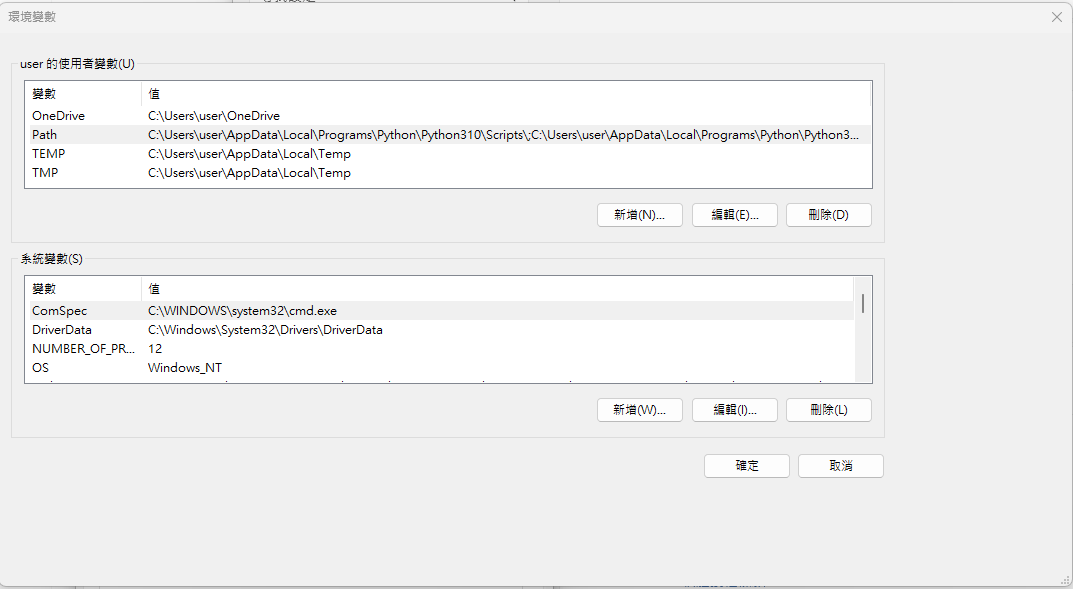 環境變數
user 的使用者變數(U)
變數 值
OneDrive C:\Users\user\OneDrive
Path C:\Users\user\AppData\Local\Programs\Python\Python310\Scripts\;C:\Users\user\AppData\Local\Programs\Python\Python3...
TEMP C:\Users\user\AppData\Local\Temp
TMP C:\Users\user\AppData\Local\Temp
新增(N)... 編輯(E)... 刪除(D)
系統變數(S)
變數 值
ComSpec C:\WINDOWS\system32\cmd.exe
DriverData C:\Windows\System32\Drivers\DriverData
NUMBER_OF_PR... 12
OS Windows_NT
新增(W)... 編輯(I)... 刪除(L)
確定 取消